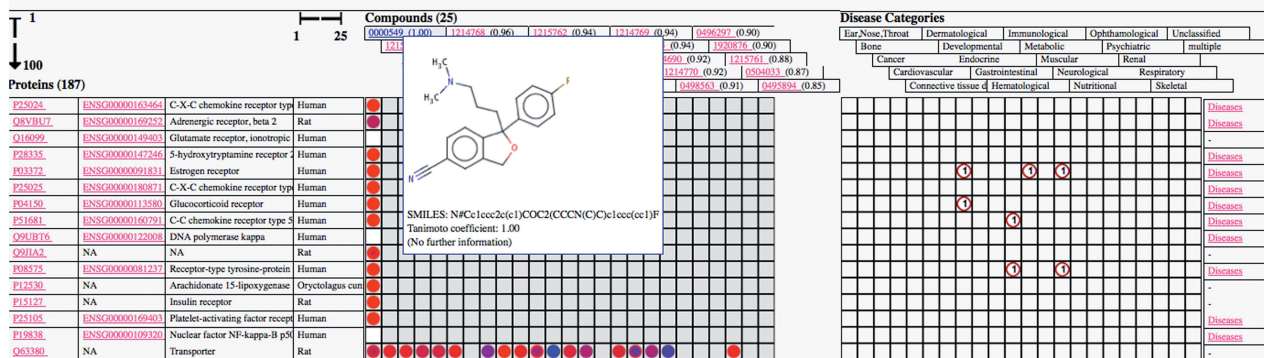 1
100
1 25
Compounds (25)
0000549 (1.00) 1214768 (0.96) 1215762 (0.94) 1214769 (0.94) 0496297 (0.90)
1215 (0.94) 1920876 (0.90)
4690 (0.92) 1215761 (0.88)
1214770 (0.92) 0504033 (0.87)
0498563 (0.91) 0495894 (0.85)
Disease Categories
Ear,Nose,Throat Dermatological Immunological Ophthamological Unclassified
Bone Developmental Metabolic Psychiatric multiple
Cancer Endocrine Muscular Renal
Cardiovascular Gastrointestinal Neurological Respiratory
Connective tissue d Hematological Nutritional Skeletal
Proteins (187)
P25024 ENSG00000163464 C-X-C chemokine receptor type Human Diseases
Q8VBU7 ENSG00000169252 Adrenergic receptor, beta 2 Rat Diseases
Q16099 ENSG00000149403 Glutamate receptor, ionotropic Human -
P28335 ENSG00000147246 5-hydroxytryptamine receptor 2 Human Diseases
P03372 ENSG00000091831 Estrogen receptor Human 1 1 1 Diseases
P25025 ENSG00000180871 C-X-C chemokine receptor type Human Diseases
P04150 ENSG00000113580 Glucocorticoid receptor Human 1 Diseases
P51681 ENSG00000160791 C-C chemokine receptor type 5 Human 1 Diseases
Q9UBT6 ENSG00000122008 DNA polymerase kappa Human Diseases
Q9JIA2 NA NA Rat -
P08575 ENSG00000081237 Receptor-type tyrosine-protein Human 1 1 Diseases
P12530 NA Arachidonate 15-lipoxygenase Oryctolagus cun -
P15127 NA Insulin receptor Rat -
P25105 ENSG00000169403 Platelet-activating factor recept Human Diseases
P19838 ENSG00000109320 Nuclear factor NF-kappa-B p50 Human Diseases
Q63380 NA Transporter Rat -
H₃C
N
H₃C
F
O
N
SMILES: N#Cc1ccc2c(c1)COC2(CCCN(C)C)c1ccc(cc1)F
Tanimoto coefficient: 1.00
(No further information)